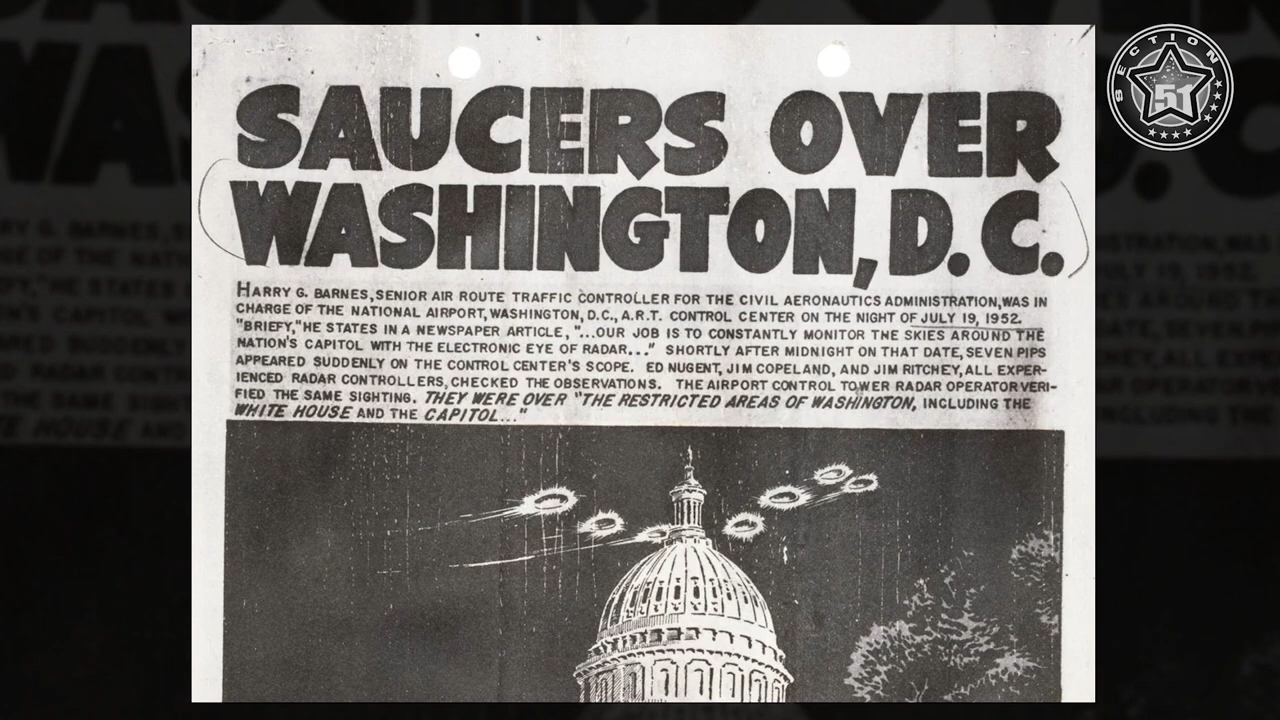 SAUCERS OVER
WASHINGTON, D.C.
HARRY G. BARNES, SENIOR AIR ROUTE TRAFFIC CONTROLLER FOR THE CIVIL AERONAUTICS ADMINISTRATION, WAS IN
CHARGE OF THE NATIONAL AIRPORT, WASHINGTON, D.C., A.R.T. CONTROL CENTER ON THE NIGHT OF JULY 19, 1952.
"BRIEFY," HE STATES IN A NEWSPAPER ARTICLE, "...OUR JOB IS TO CONSTANTLY MONITOR THE SKIES AROUND THE
NATION'S CAPITOL WITH THE ELECTRONIC EYE OF RADAR..." SHORTLY AFTER MIDNIGHT ON THAT DATE, SEVEN PIPS
APPEARED SUDDENLY ON THE CONTROL CENTER'S SCOPE. ED NUGENT, JIM COPELAND, AND JIM RITCHEY, ALL EXPER-
IENCED RADAR CONTROLLERS, CHECKED THE OBSERVATIONS. THE AIRPORT CONTROL TOWER RADAR OPERATOR VERI-
FIED THE SAME SIGHTING. THEY WERE OVER "THE RESTRICTED AREAS OF WASHINGTON, INCLUDING THE
WHITE HOUSE AND THE CAPITOL..."
SECTION
51